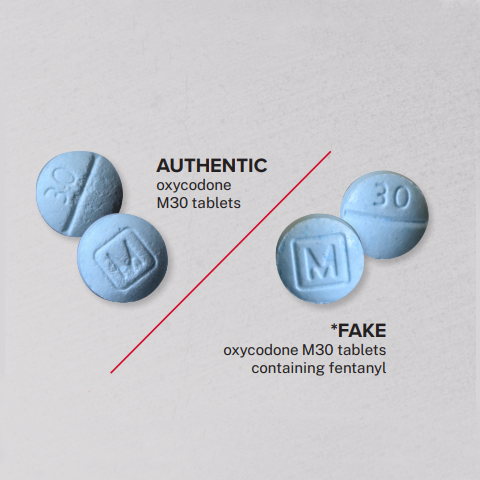 30
M
AUTHENTIC
oxycodone
M30 tablets
30
M
*FAKE
oxycodone M30 tablets
containing fentanyl